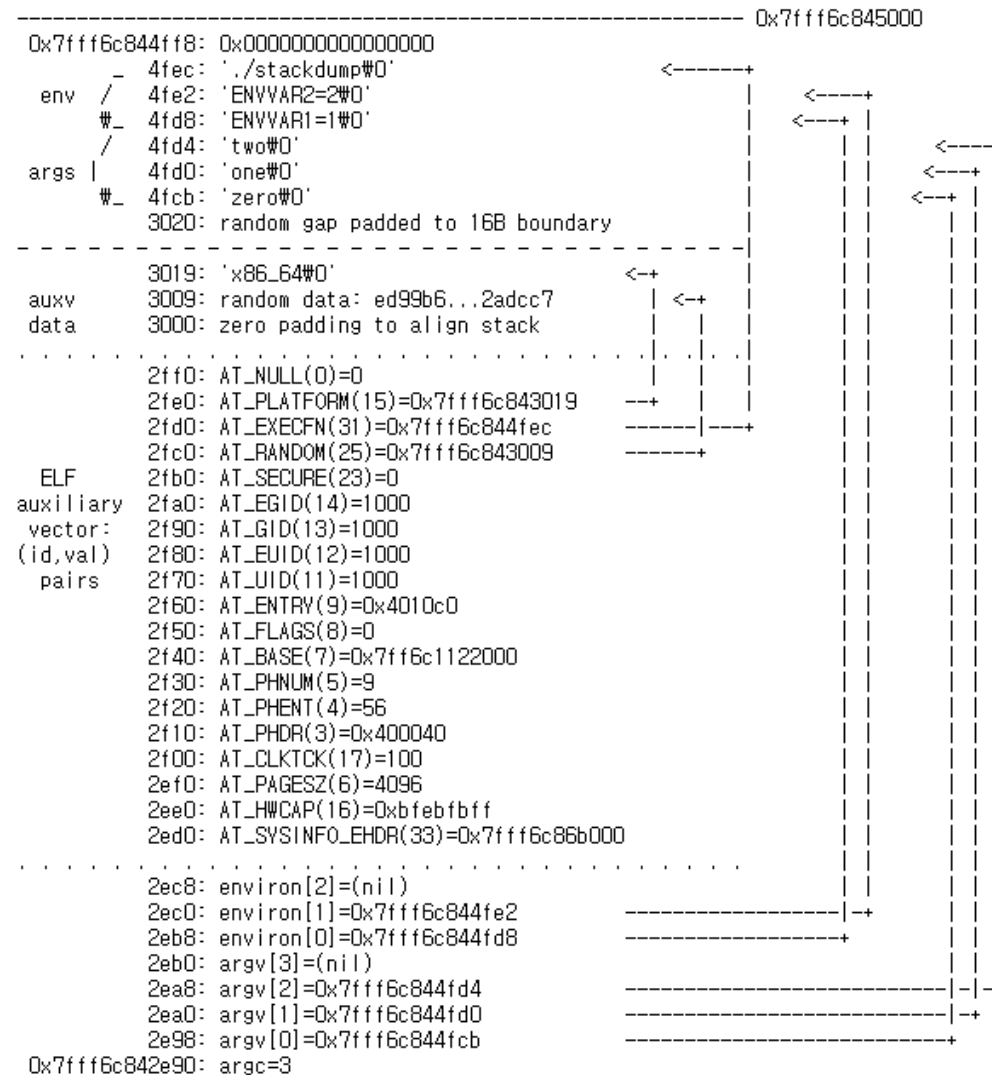 ------------------------------------------------------------- 0x7fff6c845000
0x7fff6c844ff8: 0x0000000000000000
_ 4fec: './stackdump₩0' <------+
env / 4fe2: 'ENVVAR2=2₩0' | <----+
₩_ 4fd8: 'ENVVAR1=1₩0' | <---+ |
/ 4fd4: 'two₩0' | | | <----
args | 4fd0: 'one₩0' | | | <---+
₩_ 4fcb: 'zero₩0' | | | <--+ |
3020: random gap padded to 16B boundary | | | | |
- - - - - - - - - - - - - - - - - - - - - - - - - - - - - - -| | | | |
3019: 'x86_64₩0' <-+ | | | | |
auxv 3009: random data: ed99b6...2adcc7 | <-+ | | | | |
data 3000: zero padding to align stack | | | | | | |
. . . . . . . . . . . . . . . . . . . . . . . . . . .|. .|. .| | | | |
2ff0: AT_NULL(0)=0 | | | | | | |
2fe0: AT_PLATFORM(15)=0x7fff6c843019 --+ | | | | | |
2fd0: AT_EXECFN(31)=0x7fff6c844fec ------|---+ | | | |
2fc0: AT_RANDOM(25)=0x7fff6c843009 ------+ | | | |
ELF 2fb0: AT_SECURE(23)=0 | | | |
auxiliary 2fa0: AT_EGID(14)=1000 | | | |
vector: 2f90: AT_GID(13)=1000 | | | |
(id,val) 2f80: AT_EUID(12)=1000 | | | |
pairs 2f70: AT_UID(11)=1000 | | | |
2f60: AT_ENTRY(9)=0x4010c0 | | | |
2f50: AT_FLAGS(8)=0 | | | |
2f40: AT_BASE(7)=0x7ff6c1122000 | | | |
2f30: AT_PHNUM(5)=9 | | | |
2f20: AT_PHENT(4)=56 | | | |
2f10: AT_PHDR(3)=0x400040 | | | |
2f00: AT_CLKTCK(17)=100 | | | |
2ef0: AT_PAGESZ(6)=4096 | | | |
2ee0: AT_HWCAP(16)=0xbfebfbff | | | |
2ed0: AT_SYSINFO_EHDR(33)=0x7fff6c86b000 | | | |
. . . . . . . . . . . . . . . . . . . . . . . . . . . . . . . | | | |
2ec8: environ[2]=(nil) | | | |
2ec0: environ[1]=0x7fff6c844fe2 ------------------|-+ | |
2eb8: environ[0]=0x7fff6c844fd8 ------------------+ | |
2eb0: argv[3]=(nil) | |
2ea8: argv[2]=0x7fff6c844fd4 ---------------------------|-|-
2ea0: argv[1]=0x7fff6c844fd0 ---------------------------|-+
2e98: argv[0]=0x7fff6c844fcb ---------------------------+
0x7fff6c842e90: argc=3